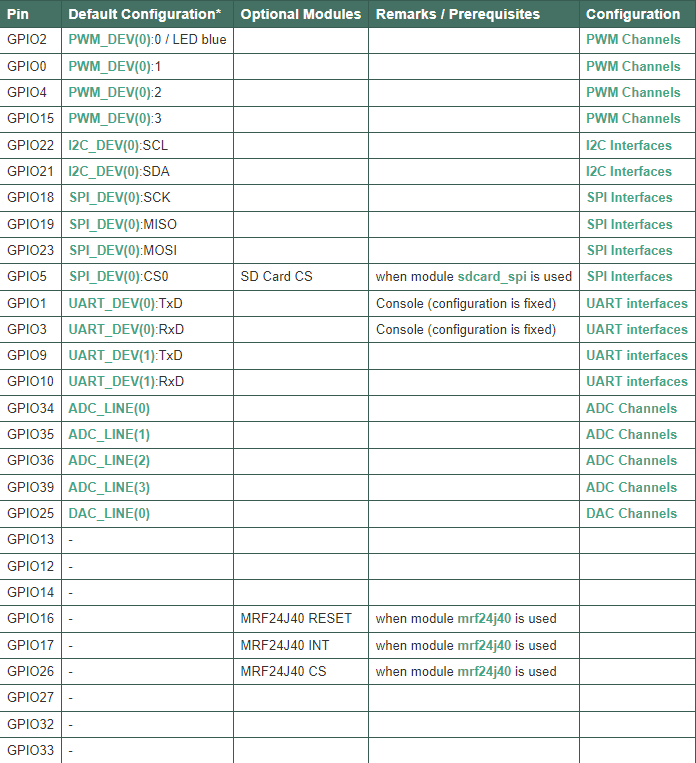 Pin Default Configuration* Optional Modules Remarks / Prerequisites Configuration
GPIO2 PWM_DEV(0):0 / LED blue PWM Channels
GPIO0 PWM_DEV(0):1 PWM Channels
GPIO4 PWM_DEV(0):2 PWM Channels
GPIO15 PWM_DEV(0):3 PWM Channels
GPIO22 I2C_DEV(0):SCL I2C Interfaces
GPIO21 I2C_DEV(0):SDA I2C Interfaces
GPIO18 SPI_DEV(0):SCK SPI Interfaces
GPIO19 SPI_DEV(0):MISO SPI Interfaces
GPIO23 SPI_DEV(0):MOSI SPI Interfaces
GPIO5 SPI_DEV(0):CS0 SD Card CS when module sdcard_spi is used SPI Interfaces
GPIO1 UART_DEV(0):TxD Console (configuration is fixed) UART interfaces
GPIO3 UART_DEV(0):RxD Console (configuration is fixed) UART interfaces
GPIO9 UART_DEV(1):TxD UART interfaces
GPIO10 UART_DEV(1):RxD UART interfaces
GPIO34 ADC_LINE(0) ADC Channels
GPIO35 ADC_LINE(1) ADC Channels
GPIO36 ADC_LINE(2) ADC Channels
GPIO39 ADC_LINE(3) ADC Channels
GPIO25 DAC_LINE(0) DAC Channels
GPIO13 -
GPIO12 -
GPIO14 -
GPIO16 - MRF24J40 RESET when module mrf24j40 is used
GPIO17 - MRF24J40 INT when module mrf24j40 is used
GPIO26 - MRF24J40 CS when module mrf24j40 is used
GPIO27 -
GPIO32 -
GPIO33 -